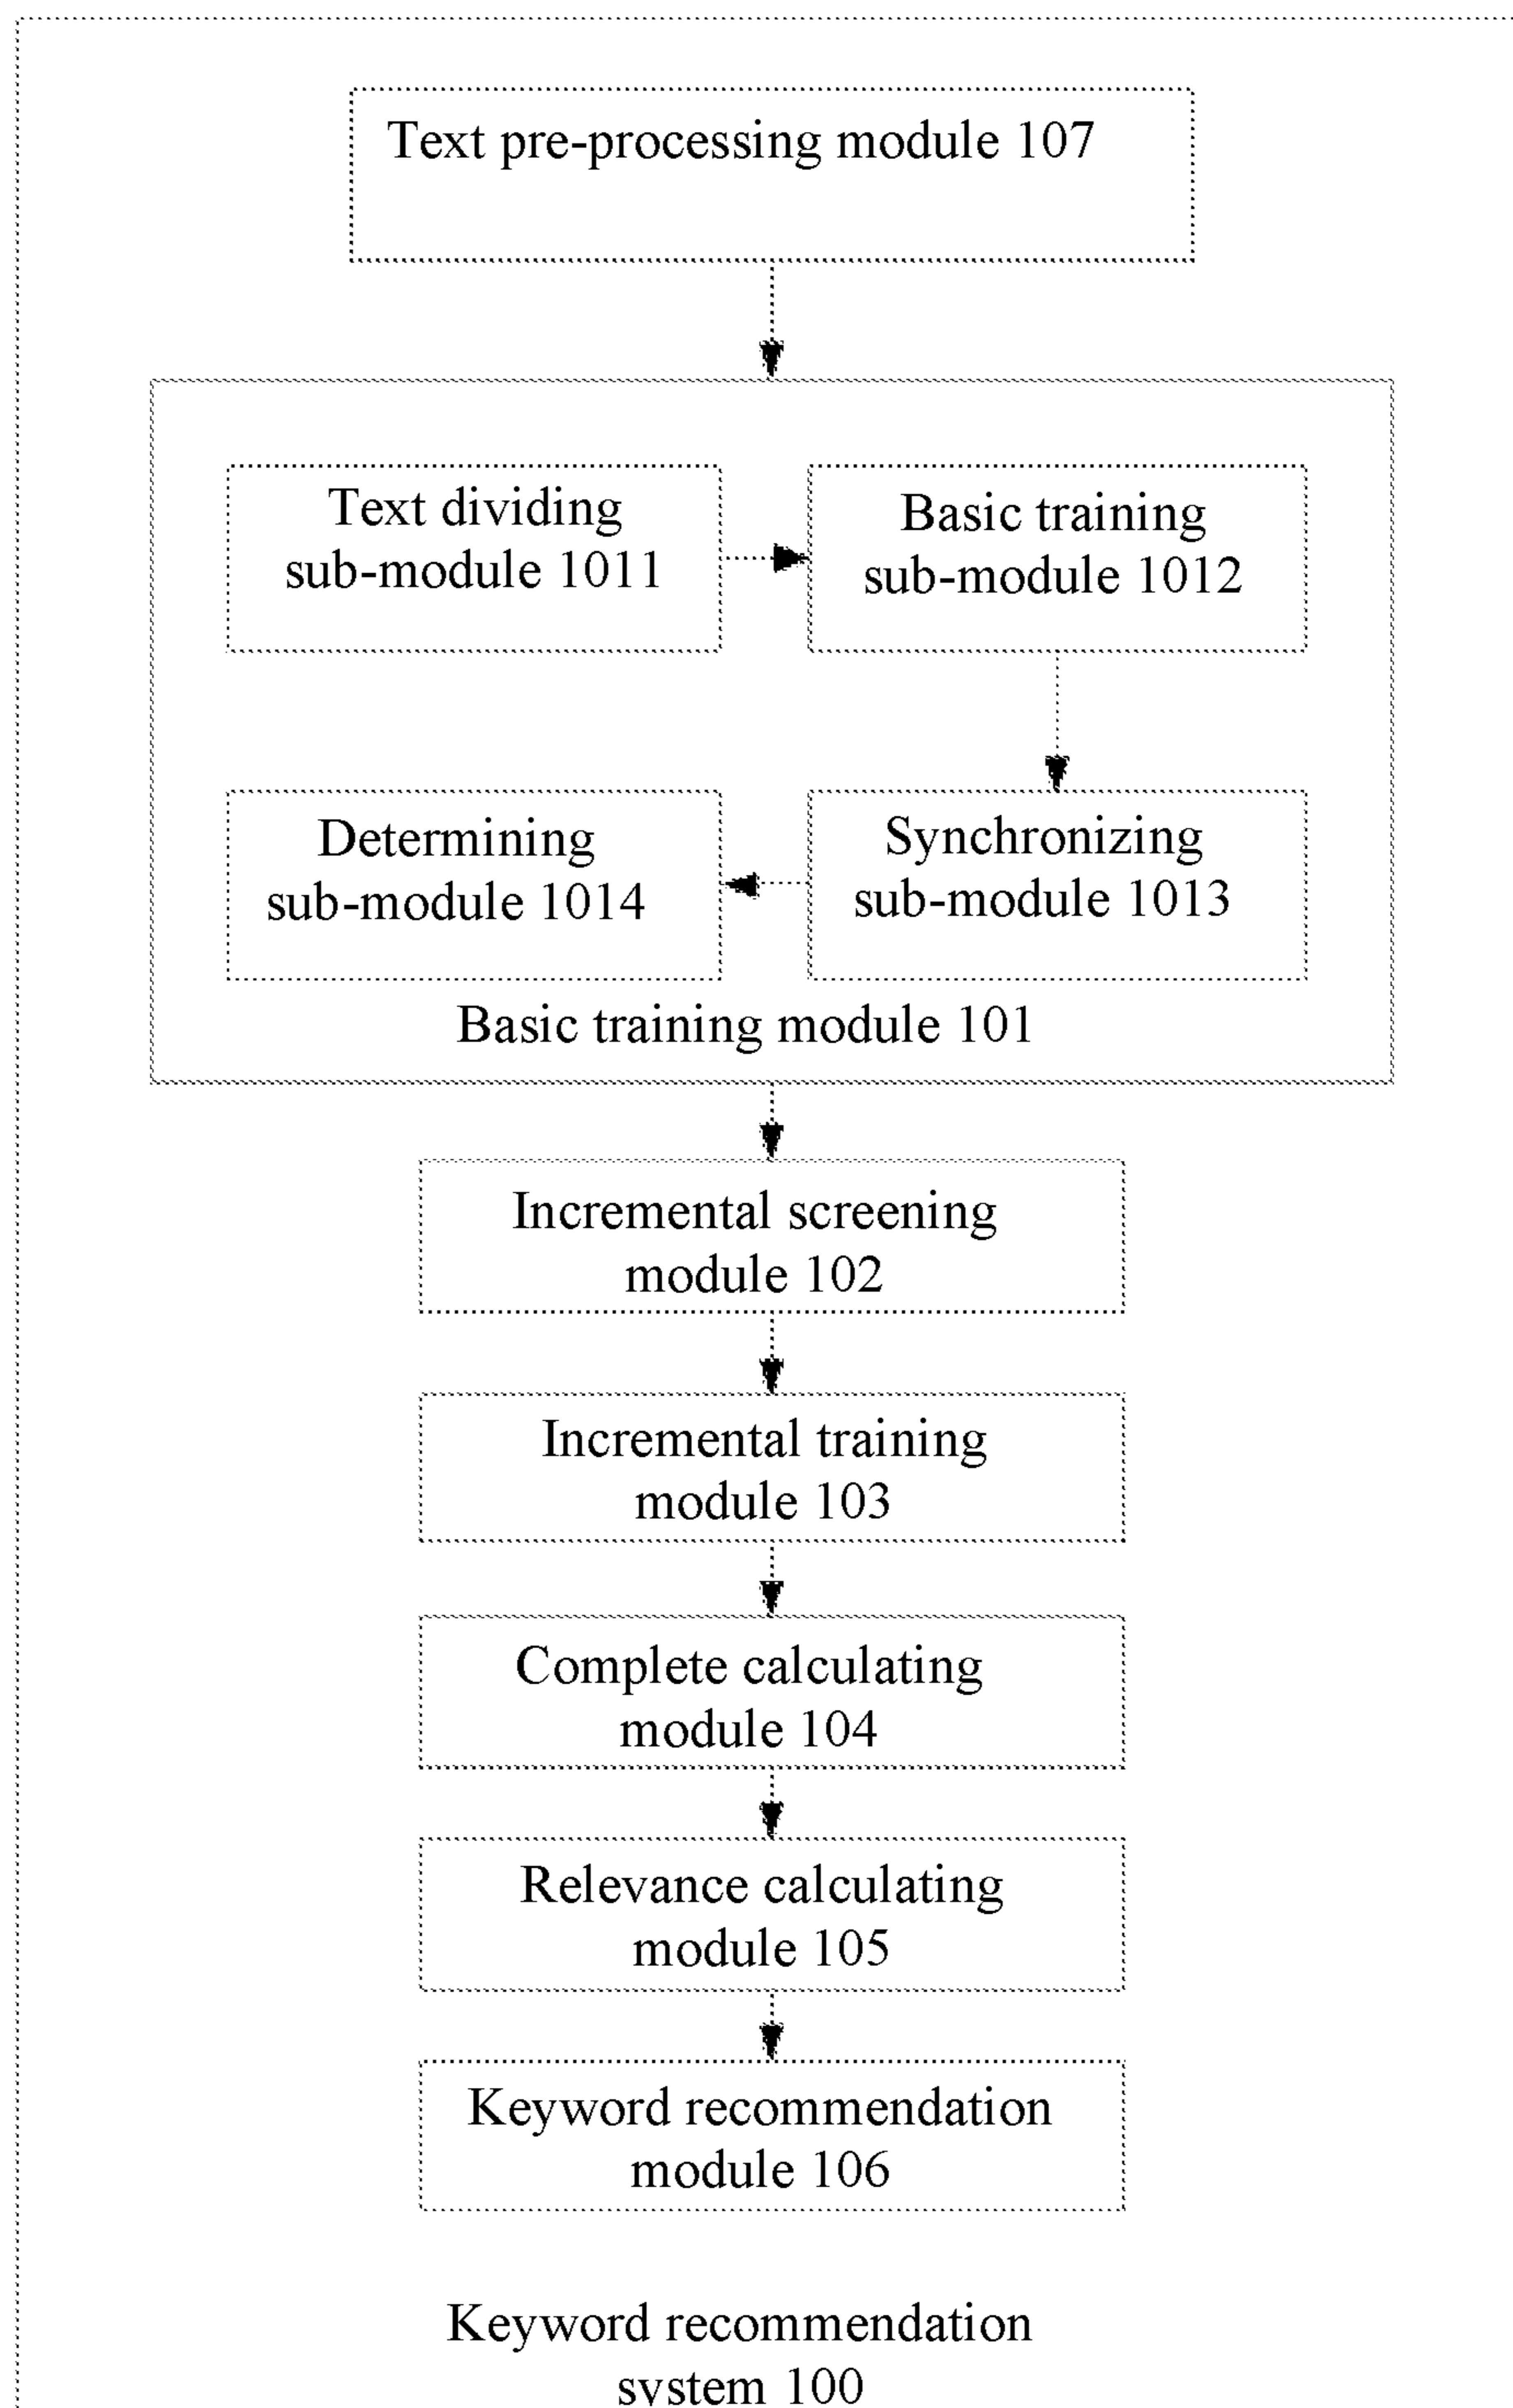 Text pre-processing module 107
Text dividing
sub-module 1011
Basic training
sub-module 1012
Determining
sub-module 1014
Synchronizing
sub-module 1013
Basic training module 101
Incremental screening
module 102
Incremental training
module 103
Complete calculating
module 104
Relevance calculating
module 105
Keyword recommendation
module 106
Keyword recommendation
system 100